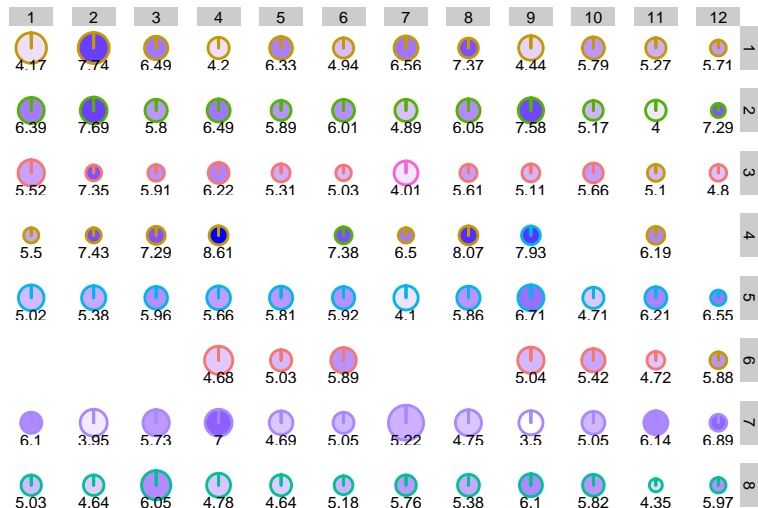 1 2 3 4 5 6 7 8 9 10 11 12
4.17 7.74 6.49 4.2 6.33 4.94 6.56 7.37 4.44 5.79 5.27 5.71 1
6.39 7.69 5.8 6.49 5.89 6.01 4.89 6.05 7.58 5.17 4 7.29 2
5.52 7.35 5.91 6.22 5.31 5.03 4.01 5.61 5.11 5.66 5.1 4.8 3
5.5 7.43 7.29 8.61 7.38 6.5 8.07 7.93 6.19 4
5.02 5.38 5.96 5.66 5.81 5.92 4.1 5.86 6.71 4.71 6.21 6.55 5
4.68 5.03 5.89 5.04 5.42 4.72 5.88 6
6.1 3.95 5.73 7 4.69 5.05 5.22 4.75 3.5 5.05 6.14 6.89 7
5.03 4.64 6.05 4.78 4.64 5.18 5.76 5.38 6.1 5.82 4.35 5.97 8